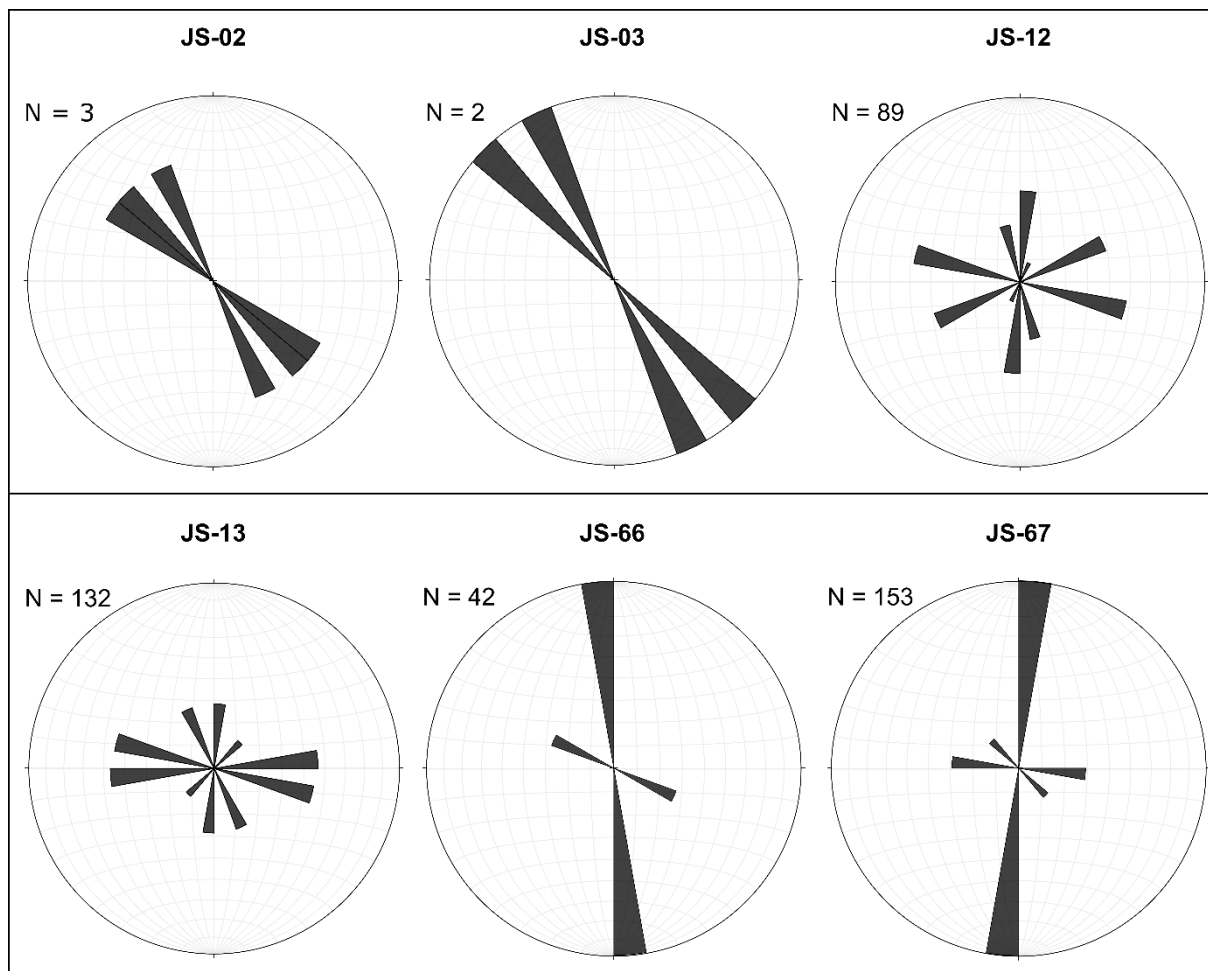 JS-02
N = 3
JS-03
N = 2
JS-12
N = 89
JS-13
N = 132
JS-66
N = 42
JS-67
N = 153